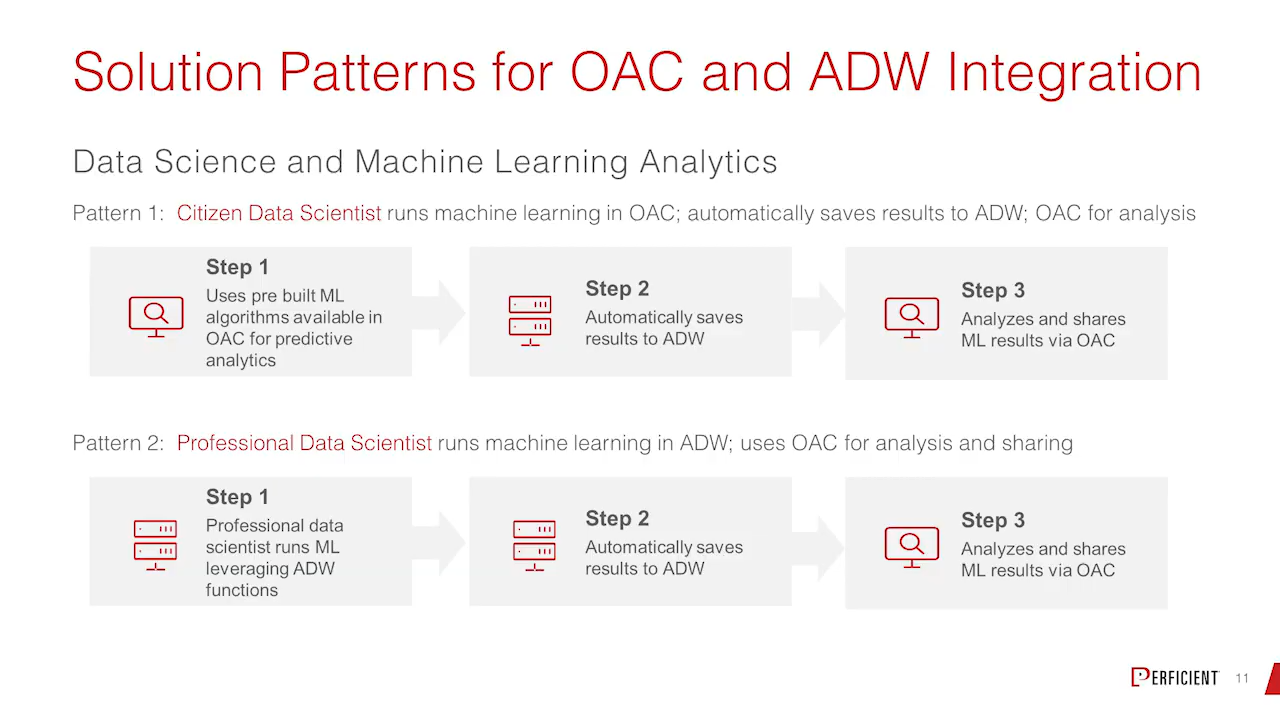 Solution Patterns for OAC and ADW Integration
Data Science and Machine Learning Analytics
Pattern 1: Citizen Data Scientist runs machine learning in OAC; automatically saves results to ADW; OAC for analysis
Step 1
Uses pre built ML
algorithms available in
OAC for predictive
analytics
Step 2
Automatically saves
results to ADW
Step 3
Analyzes and shares
ML results via OAC
Pattern 2: Professional Data Scientist runs machine learning in ADW; uses OAC for analysis and sharing
Step 1
Professional data
scientist runs ML
leveraging ADW
functions
Step 2
Automatically saves
results to ADW
Step 3
Analyzes and shares
ML results via OAC
PERFICIENT
11